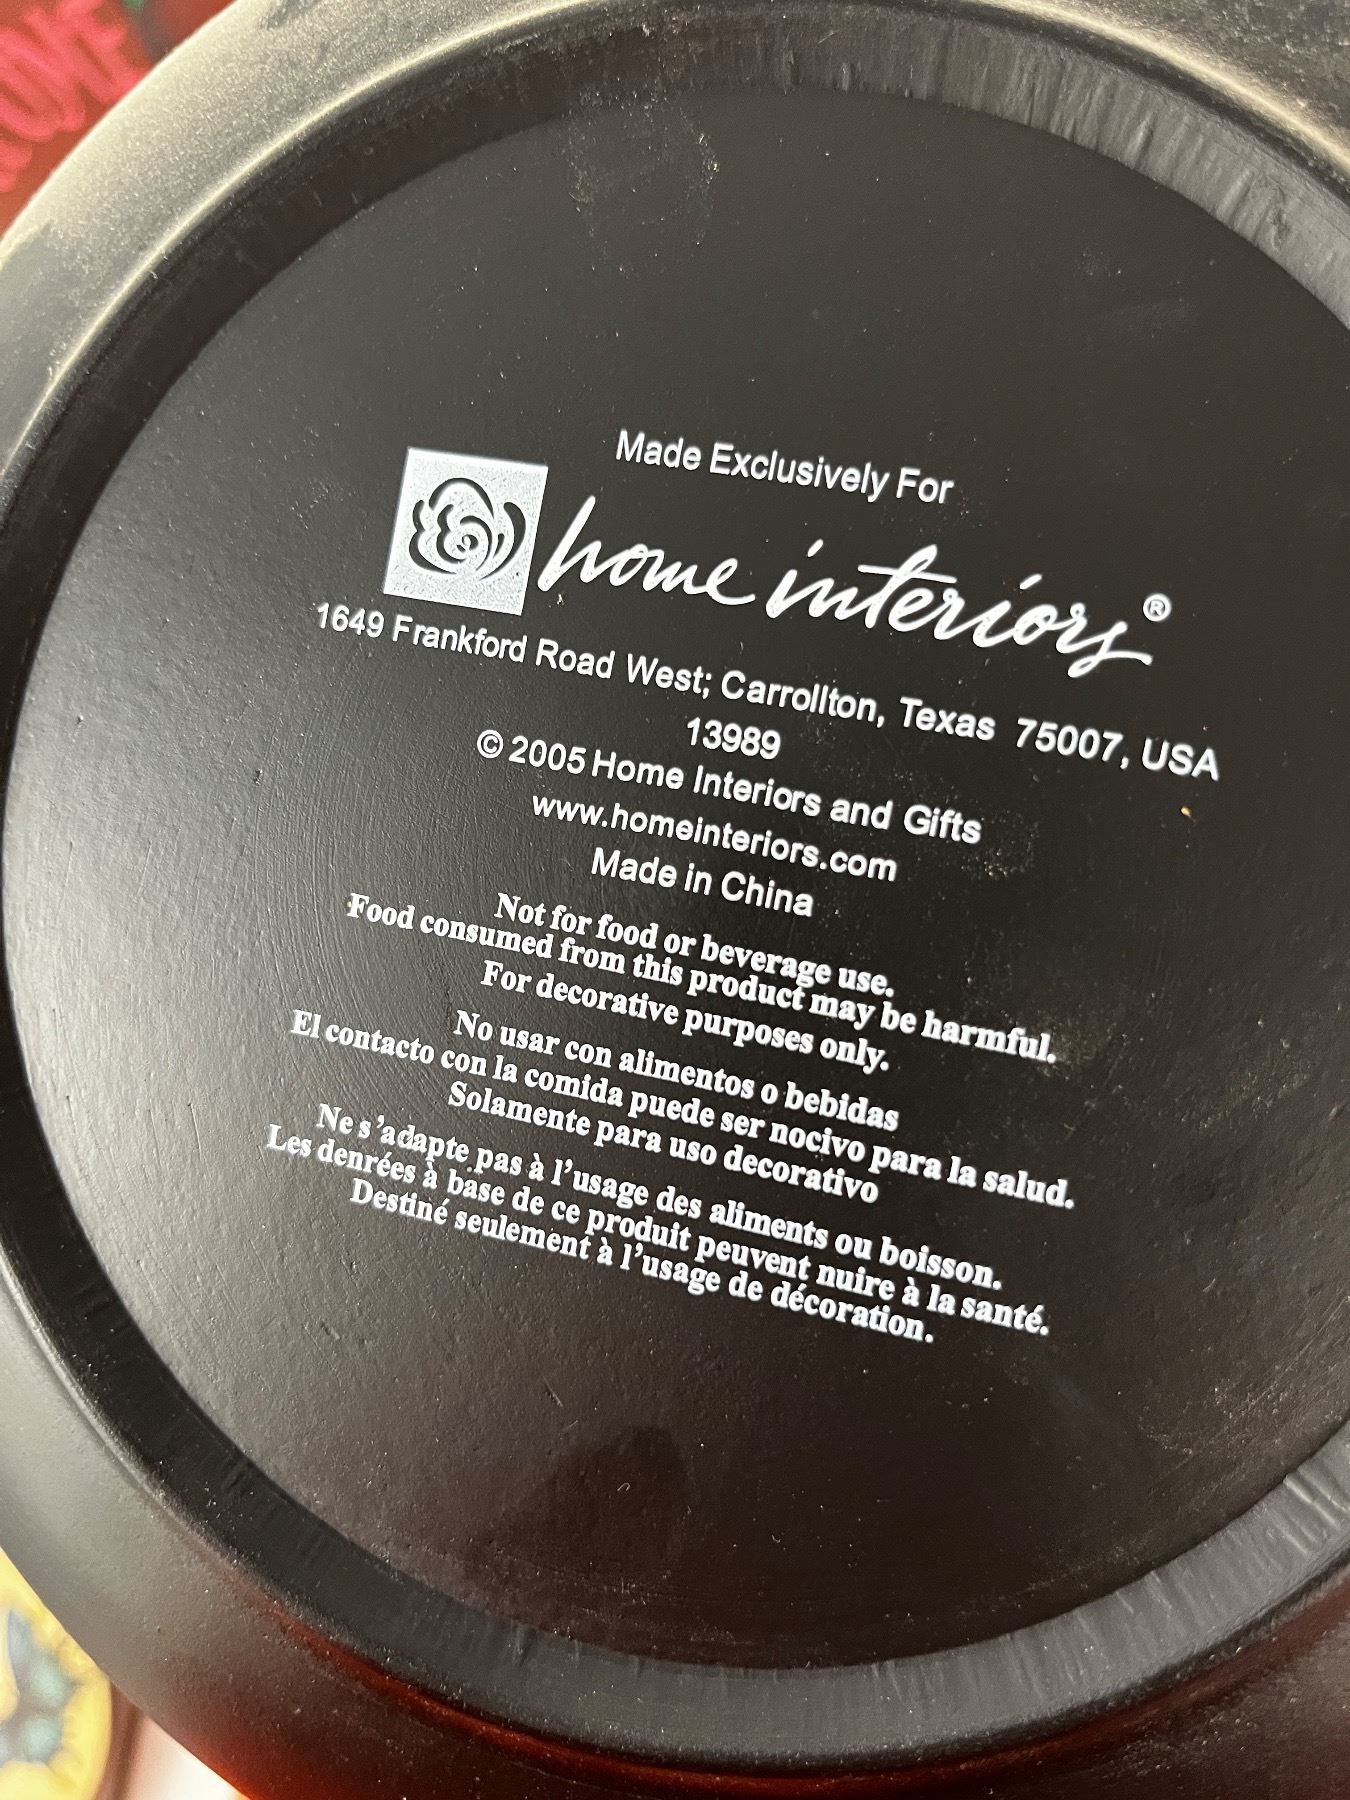 OME
Made Exclusively For
home interiors®
1649 Frankford Road West; Carrollton, Texas 75007, USA
13989
© 2005 Home Interiors and Gifts
www.homeinteriors.com
Made in China
Not for food or beverage use.
Food consumed from this product may be harmful.
For decorative purposes only.
No usar con alimentos o bebidas
El contacto con la comida puede ser nocivo para la salud.
Solamente para uso decorativo
Ne s'adapte pas à l'usage des aliments ou boisson.
Les denrées à base de ce produit peuvent nuire à la santé.
Destiné seulement à l'usage de décoration.